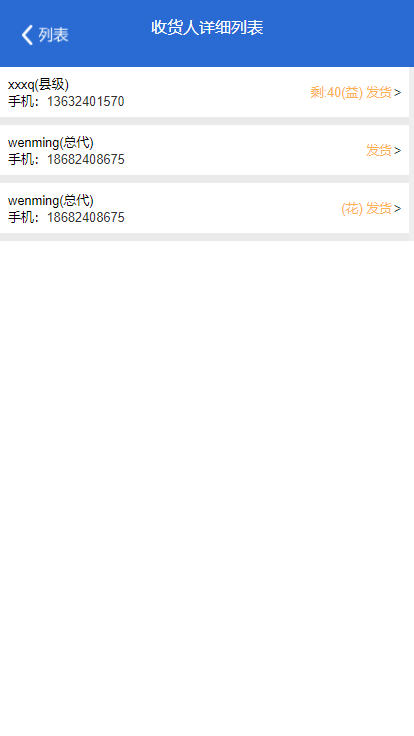 列表
收货人详细列表
xxxq(县级)
手机：13632401570
剩:40(益) 发货>
wenming(总代)
手机：18682408675
发货>
wenming(总代)
手机：18682408675
(花) 发货>